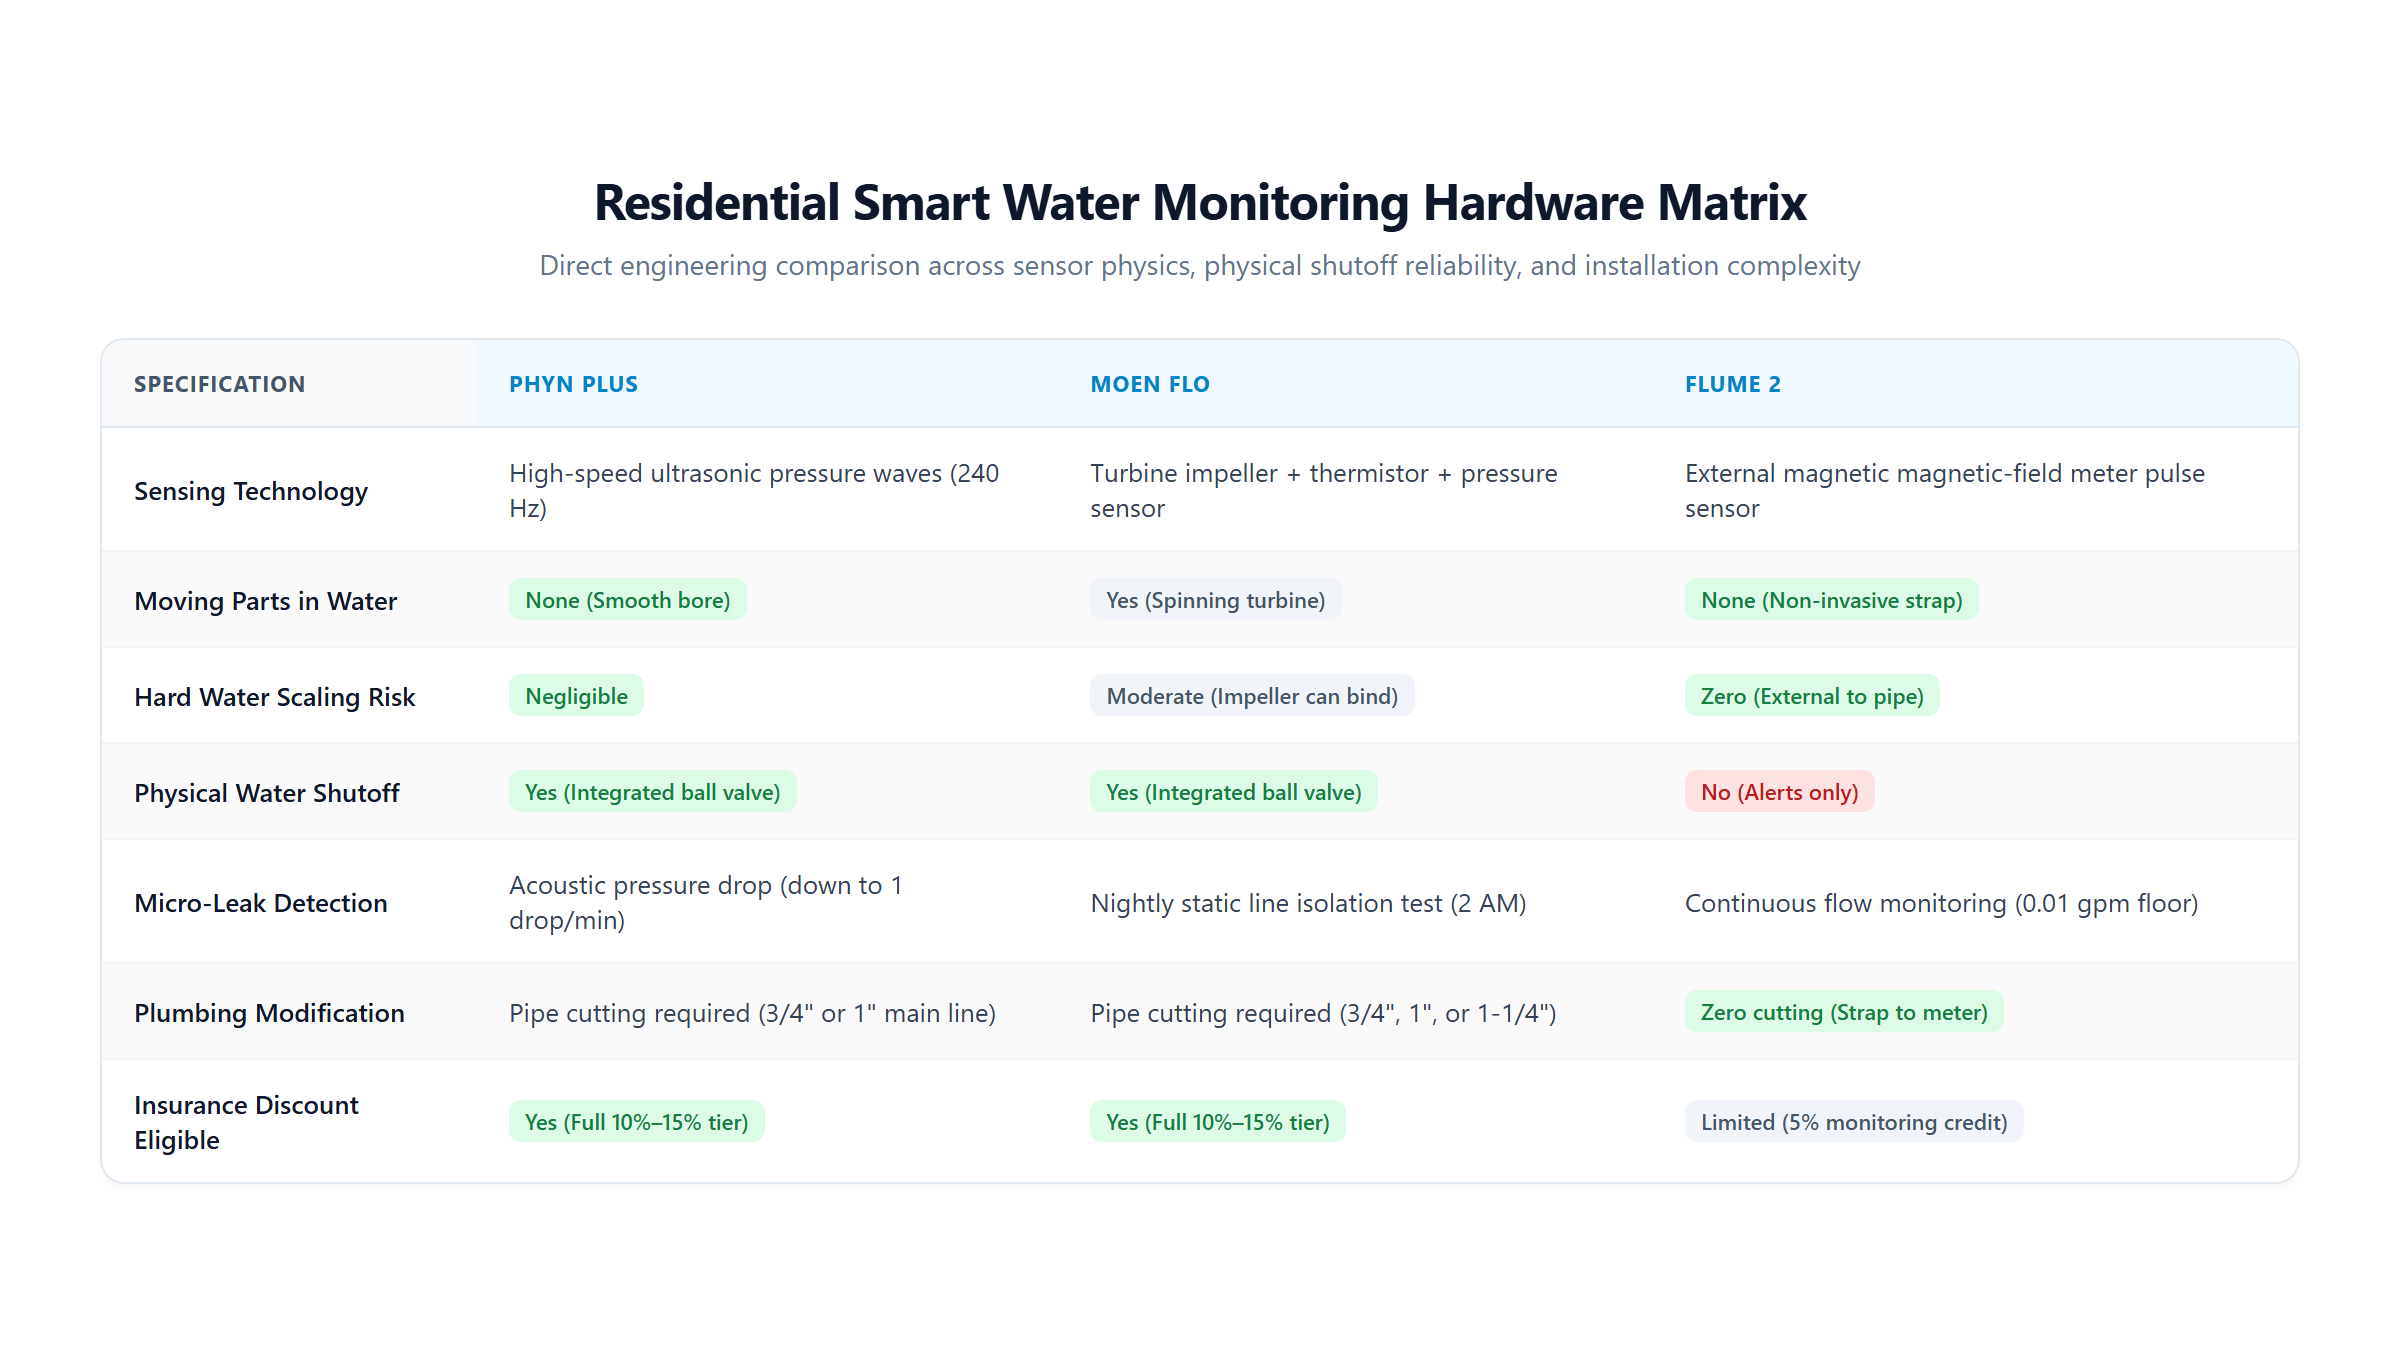 Residential Smart Water Monitoring Hardware Matrix
Direct engineering comparison across sensor physics, physical shutoff reliability, and installation complexity
SPECIFICATION
PHYN PLUS
MOEN FLO
FLUME 2
Sensing Technology
High-speed ultrasonic pressure waves (240
Hz)
Turbine impeller + thermistor + pressure
sensor
External magnetic magnetic-field meter pulse
sensor
Moving Parts in Water
None (Smooth bore)
Yes (Spinning turbine)
None (Non-invasive strap)
Hard Water Scaling Risk
Negligible
Moderate (Impeller can bind)
Zero (External to pipe)
Physical Water Shutoff
Yes (Integrated ball valve)
Yes (Integrated ball valve)
No (Alerts only)
Micro-Leak Detection
Acoustic pressure drop (down to 1
drop/min)
Nightly static line isolation test (2 AM)
Continuous flow monitoring (0.01 gpm floor)
Plumbing Modification
Pipe cutting required (3/4" or 1" main line)
Pipe cutting required (3/4", 1", or 1-1/4")
Zero cutting (Strap to meter)
Insurance Discount
Eligible
Yes (Full 10%–15% tier)
Yes (Full 10%–15% tier)
Limited (5% monitoring credit)